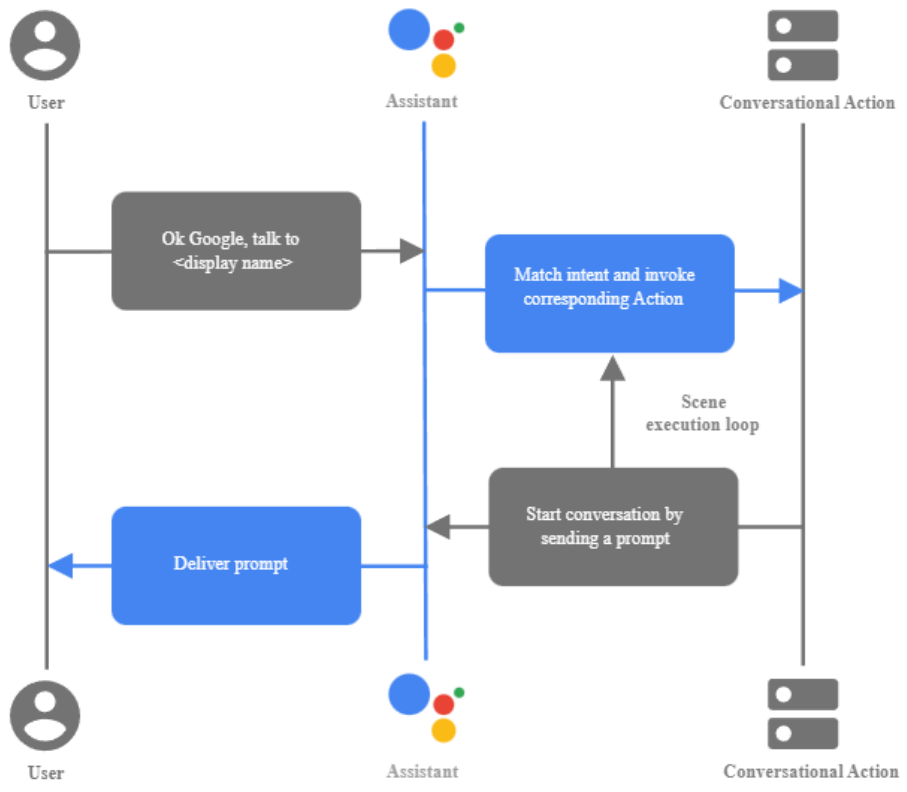 User
Assistant
Conversational Action
Ok Google, talk to
<display name>
Match intent and invoke
corresponding Action
Scene
execution loop
Start conversation by
sending a prompt
Deliver prompt
User
Assistant
Conversational Action